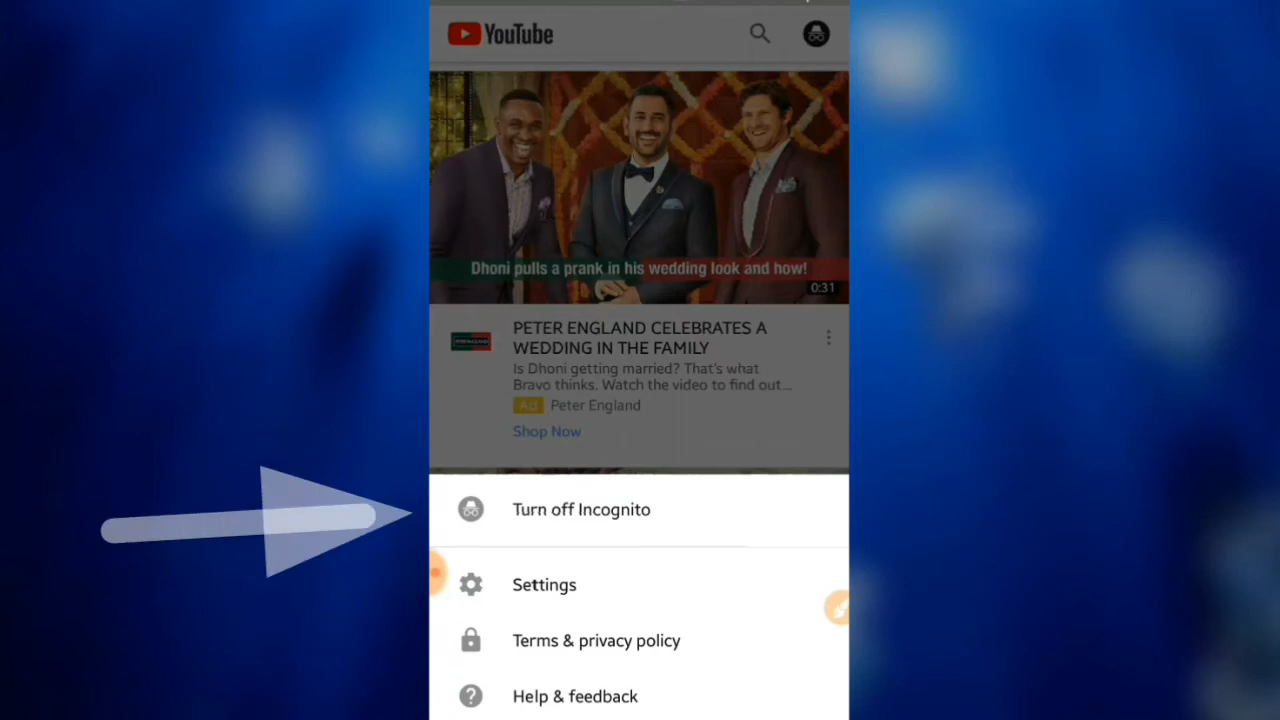 YouTube
Dhoni pulls a prank in his wedding look and how!
0:31
PETER ENGLAND CELEBRATES A
WEDDING IN THE FAMILY
Is Dhoni getting married? That's what
Bravo thinks. Watch the video to find out...
Ad Peter England
Shop Now
Turn off Incognito
Settings
Terms & privacy policy
Help & feedback